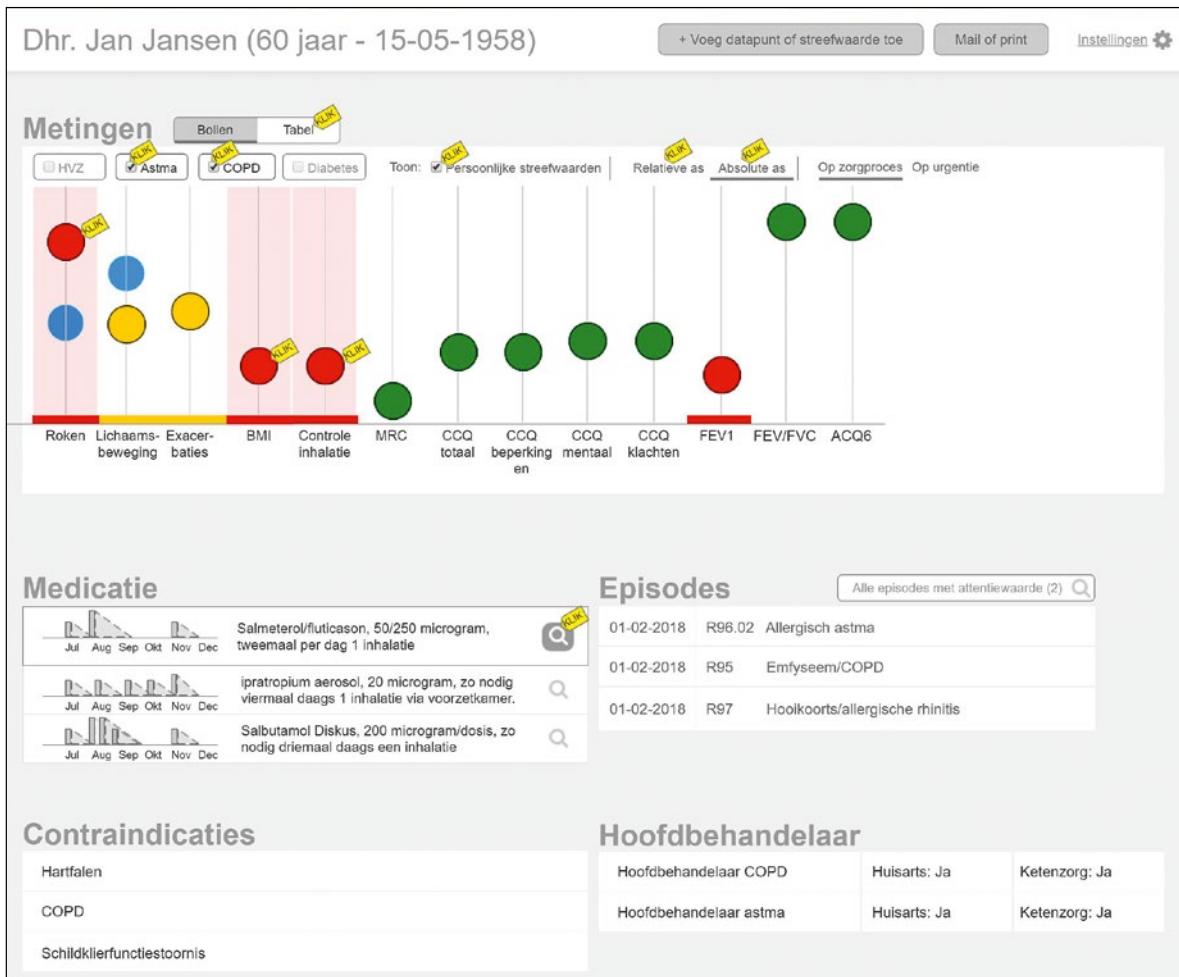 Dhr. Jan Jansen (60 jaar - 15-05-1958)
+ Voeg datapunt of streefwaarde toe
Mail of print
Instellingen
Metingen
Bollen
Tabel
KLIK
HVZ
KLIK
Astma
KLIK
COPD
Diabetes
Toon:
KLIK
Persoonlijke streefwaarden
KLIK
Relatieve as
KLIK
Absolute as
Op zorgproces
Op urgentie
KLIK
KLIK
KLIK
Roken
Lichaams-
beweging
Exacer-
baties
BMI
Controle
inhalatie
MRC
CCQ
totaal
CCQ
beperking
en
CCQ
mentaal
CCQ
klachten
FEV1
FEV/FVC
ACQ6
Medicatie
Jul Aug Sep Okt Nov Dec
Salmeterol/fluticason, 50/250 microgram,
tweemaal per dag 1 inhalatie
KLIK
Jul Aug Sep Okt Nov Dec
ipratropium aerosol, 20 microgram, zo nodig
viermaal daags 1 inhalatie via voorzetkamer.
Jul Aug Sep Okt Nov Dec
Salbutamol Diskus, 200 microgram/dosis, zo
nodig driemaal daags een inhalatie
Episodes
Alle episodes met attentiewaarde (2)
01-02-2018 R96.02 Allergisch astma
01-02-2018 R95 Emfyseem/COPD
01-02-2018 R97 Hooikoorts/allergische rhinitis
Contraindicaties
Hartfalen
COPD
Schildklierfunctiestoornis
Hoofdbehandelaar
Hoofdbehandelaar COPD Huisarts: Ja Ketenzorg: Ja
Hoofdbehandelaar astma Huisarts: Ja Ketenzorg: Ja